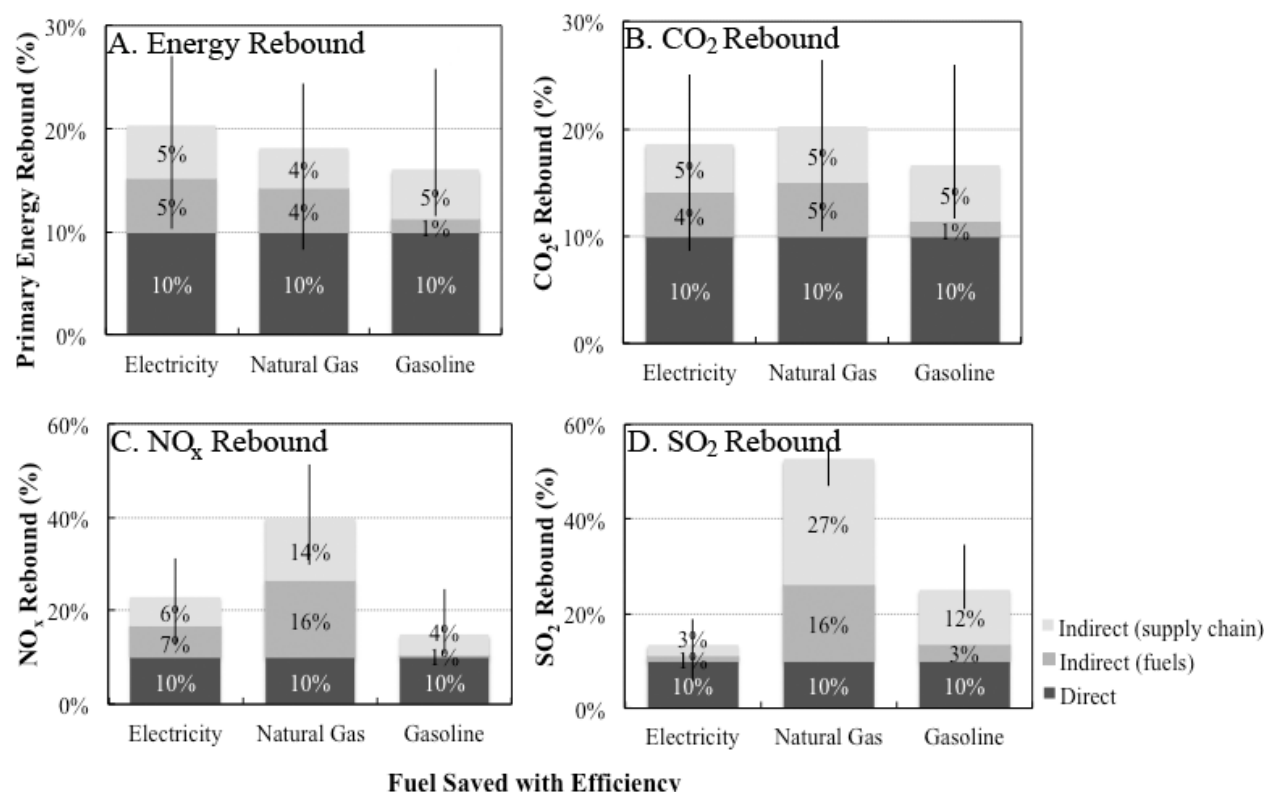 A. Energy Rebound
Primary Energy Rebound (%)
30%
20%
10%
0%
5%
5%
10%
4%
4%
10%
5%
1%
10%
Electricity
Natural Gas
Gasoline
B. CO2 Rebound
CO2e Rebound (%)
30%
20%
10%
0%
5%
4%
10%
5%
5%
10%
5%
1%
10%
Electricity
Natural Gas
Gasoline
C. NOx Rebound
NOx Rebound (%)
60%
40%
20%
0%
6%
7%
10%
14%
16%
10%
4%
1%
10%
Electricity
Natural Gas
Gasoline
D. SO2 Rebound
SO2 Rebound (%)
60%
40%
20%
0%
3%
1%
10%
27%
16%
10%
12%
3%
10%
Electricity
Natural Gas
Gasoline
Indirect (supply chain)
Indirect (fuels)
Direct
Fuel Saved with Efficiency